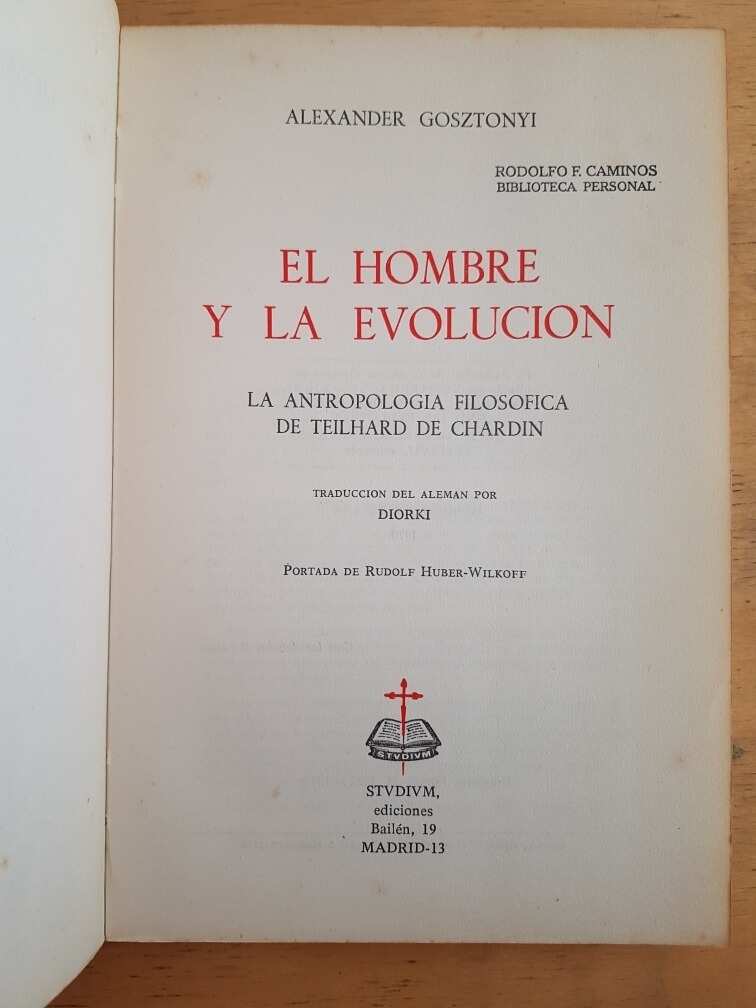 ALEXANDER GOSZTONYI
RODOLFO F. CAMINOS
BIBLIOTECA PERSONAL
EL HOMBRE
Y LA EVOLUCION
LA ANTROPOLOGIA FILOSOFICA
DE TEILHARD DE CHARDIN
TRADUCCION DEL ALEMAN POR
DIORKI
PORTADA DE RUDOLF HUBER-WILKOFF
STVDIVM
STVDIVM,
ediciones
Bailén, 19
MADRID-13